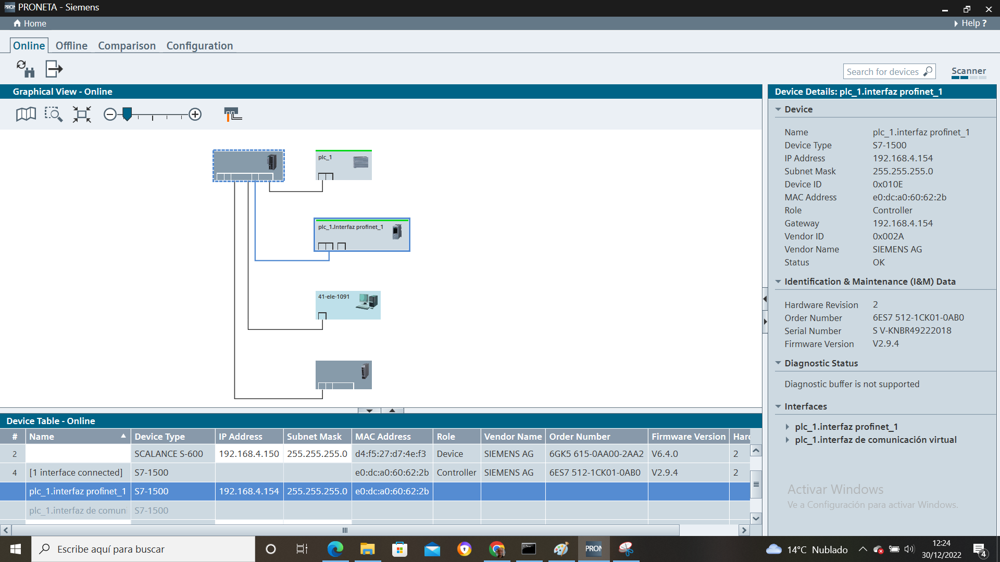 PRONETA - Siemens
Home
Help ?
Online Offline Comparison Configuration
Search for devices
Scanner
Graphical View - Online
plc_1
plc_1.Interfaz profinet_1
41-ele-1091
Device Details: plc_1.interfaz profinet_1
Device
Name plc_1.interfaz profinet_1
Device Type S7-1500
IP Address 192.168.4.154
Subnet Mask 255.255.255.0
Device ID 0x010E
MAC Address e0:dc:a0:60:62:2b
Role Controller
Gateway 192.168.4.154
Vendor ID 0x002A
Vendor Name SIEMENS AG
Status OK
Identification & Maintenance (I&M) Data
Hardware Revision 2
Order Number 6ES7 512-1CK01-0AB0
Serial Number S V-KNBR49222018
Firmware Version V2.9.4
Diagnostic Status
Diagnostic buffer is not supported
Interfaces
plc_1.interfaz profinet_1
plc_1.interfaz de comunicación virtual
Activar Windows
Ve a Configuración para activar Windows.
Device Table - Online
# Name Device Type IP Address Subnet Mask MAC Address Role Vendor Name Order Number Firmware Version Hard
2 SCALANCE S-600 192.168.4.150 255.255.255.0 d4:f5:27:d7:4e:f3 Device SIEMENS AG 6GK5 615-0AA00-2AA2 V6.4.0 2
4 [1 interface connected] S7-1500 e0:dc:a0:60:62:2b Controller SIEMENS AG 6ES7 512-1CK01-0AB0 V2.9.4 2
plc_1.interfaz profinet_1 S7-1500 192.168.4.154 255.255.255.0 e0:dc:a0:60:62:2b
plc_1.interfaz de comuni S7-1500
Escribe aquí para buscar
PRON
14°C Nublado
12:24
30/12/2022
4